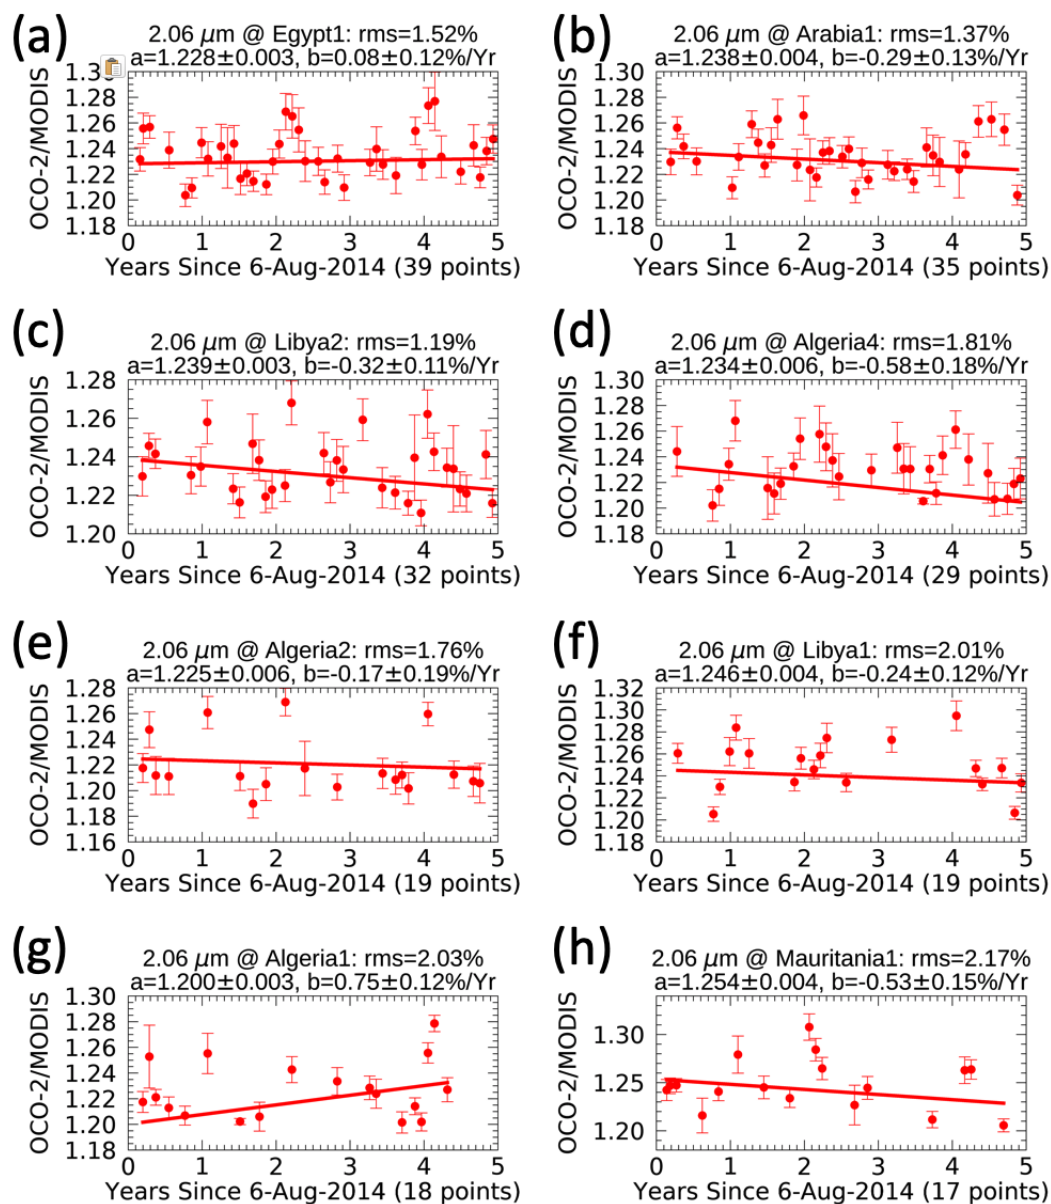 (a)
2.06 μm @ Egypt1: rms=1.52%
a=1.228±0.003, b=0.08±0.12%/Yr
OCO-2/MODIS
1.30
1.28
1.26
1.24
1.22
1.20
1.18
0 1 2 3 4 5
Years Since 6-Aug-2014 (39 points)
(b)
2.06 μm @ Arabia1: rms=1.37%
a=1.238±0.004, b=-0.29±0.13%/Yr
OCO-2/MODIS
1.30
1.28
1.26
1.24
1.22
1.20
1.18
0 1 2 3 4 5
Years Since 6-Aug-2014 (35 points)
(c)
2.06 μm @ Libya2: rms=1.19%
a=1.239±0.003, b=-0.32±0.11%/Yr
OCO-2/MODIS
1.28
1.26
1.24
1.22
1.20
0 1 2 3 4 5
Years Since 6-Aug-2014 (32 points)
(d)
2.06 μm @ Algeria4: rms=1.81%
a=1.234±0.006, b=-0.58±0.18%/Yr
OCO-2/MODIS
1.30
1.28
1.26
1.24
1.22
1.20
1.18
0 1 2 3 4 5
Years Since 6-Aug-2014 (29 points)
(e)
2.06 μm @ Algeria2: rms=1.76%
a=1.225±0.006, b=-0.17±0.19%/Yr
OCO-2/MODIS
1.28
1.26
1.24
1.22
1.20
1.18
1.16
0 1 2 3 4 5
Years Since 6-Aug-2014 (19 points)
(f)
2.06 μm @ Libya1: rms=2.01%
a=1.246±0.004, b=-0.24±0.12%/Yr
OCO-2/MODIS
1.32
1.30
1.28
1.26
1.24
1.22
1.20
1.18
0 1 2 3 4 5
Years Since 6-Aug-2014 (19 points)
(g)
2.06 μm @ Algeria1: rms=2.03%
a=1.200±0.003, b=0.75±0.12%/Yr
OCO-2/MODIS
1.30
1.28
1.26
1.24
1.22
1.20
1.18
0 1 2 3 4 5
Years Since 6-Aug-2014 (18 points)
(h)
2.06 μm @ Mauritania1: rms=2.17%
a=1.254±0.004, b=-0.53±0.15%/Yr
OCO-2/MODIS
1.30
1.25
1.20
0 1 2 3 4 5
Years Since 6-Aug-2014 (17 points)